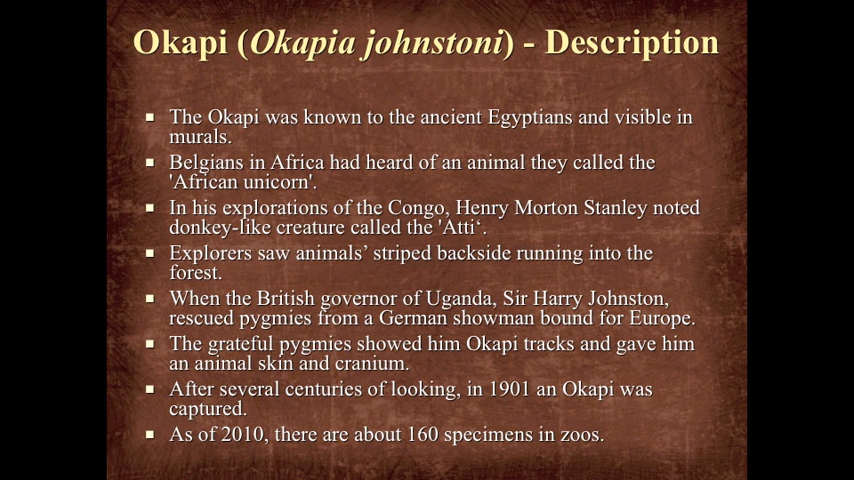 Okapi (Okapia johnstoni) - Description
▪ The Okapi was known to the ancient Egyptians and visible in
murals.
▪ Belgians in Africa had heard of an animal they called the
'African unicorn'.
▪ In his explorations of the Congo, Henry Morton Stanley noted
donkey-like creature called the 'Atti‘.
▪ Explorers saw animals’ striped backside running into the
forest.
▪ When the British governor of Uganda, Sir Harry Johnston,
rescued pygmies from a German showman bound for Europe.
▪ The grateful pygmies showed him Okapi tracks and gave him
an animal skin and cranium.
▪ After several centuries of looking, in 1901 an Okapi was
captured.
▪ As of 2010, there are about 160 specimens in zoos.